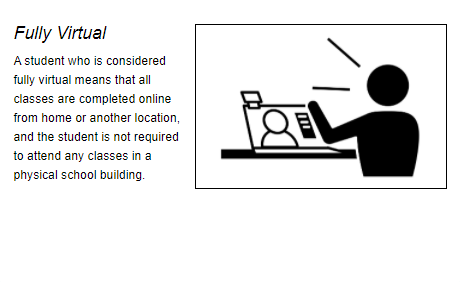 Fully Virtual
A student who is considered
fully virtual means that all
classes are completed online
from home or another location,
and the student is not required
to attend any classes in a
physical school building.